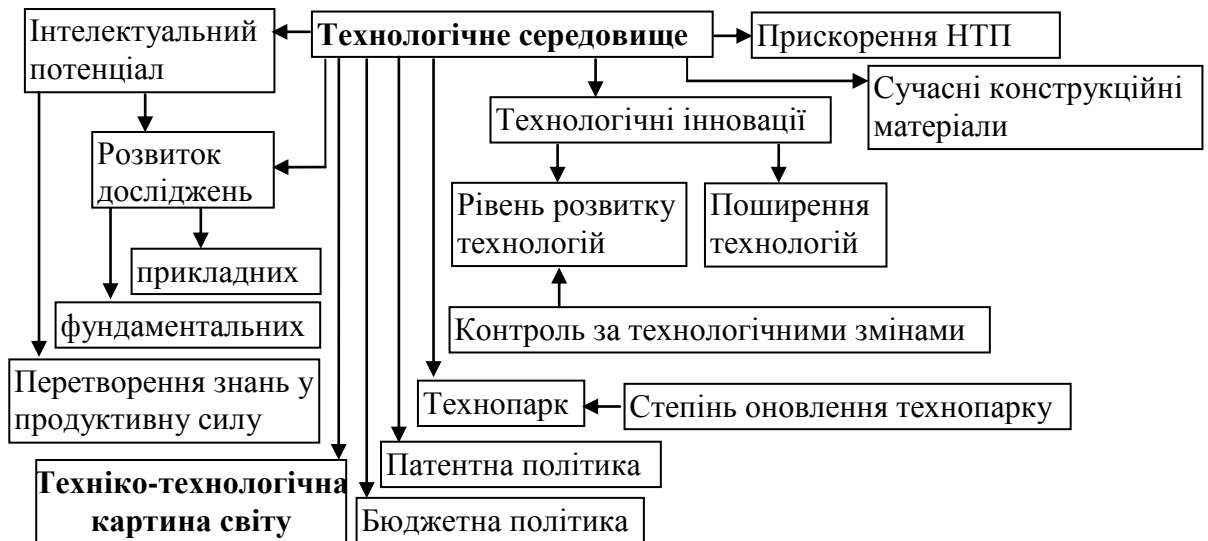 Інтелектуальний
потенціал
Технологічне середовище
Прискорення НТП
Сучасні конструкційні
матеріали
Технологічні інновації
Розвиток
досліджень
Рівень розвитку
технологій
Поширення
технологій
прикладних
фундаментальних
Контроль за технологічними змінами
Перетворення знань у
продуктивну силу
Технопарк
Степінь оновлення технопарку
Патентна політика
Техніко-технологічна
картина світу
Бюджетна політика